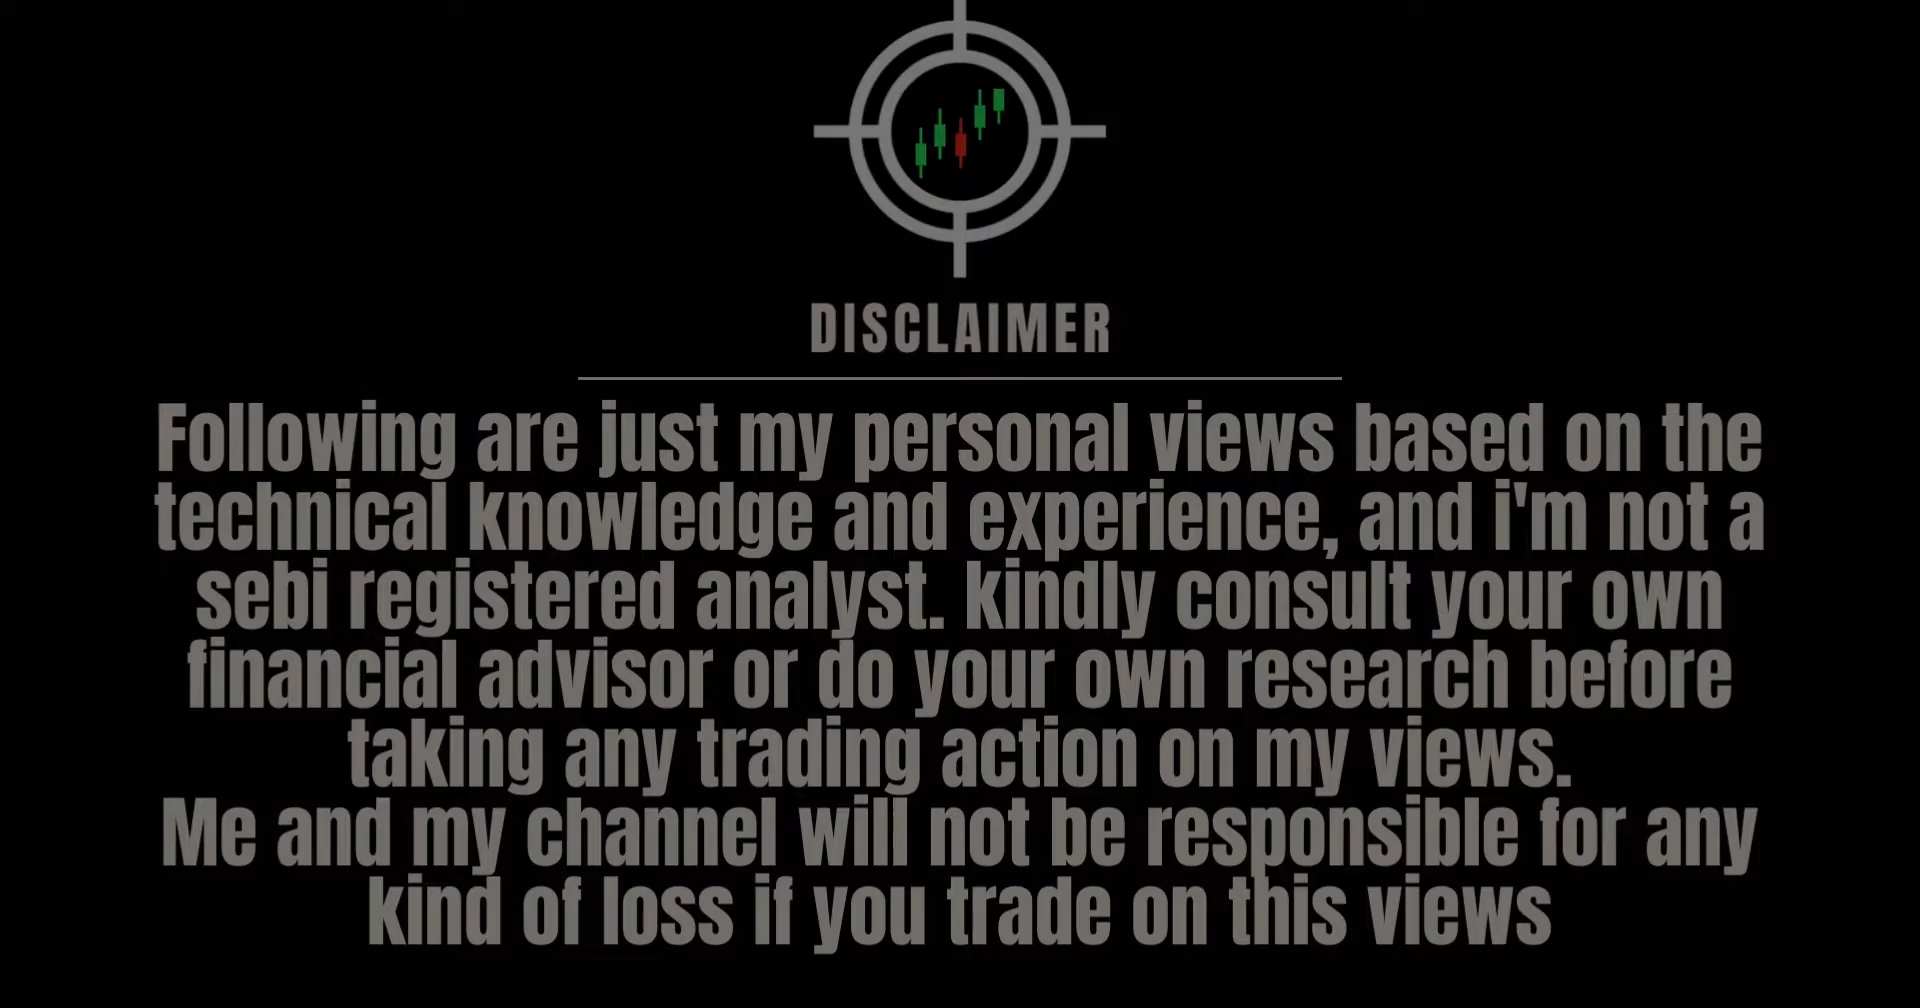 DISCLAIMER
Following are just my personal views based on the
technical knowledge and experience, and i'm not a
sebi registered analyst. kindly consult your own
financial advisor or do your own research before
taking any trading action on my views.
Me and my channel will not be responsible for any
kind of loss if you trade on this views